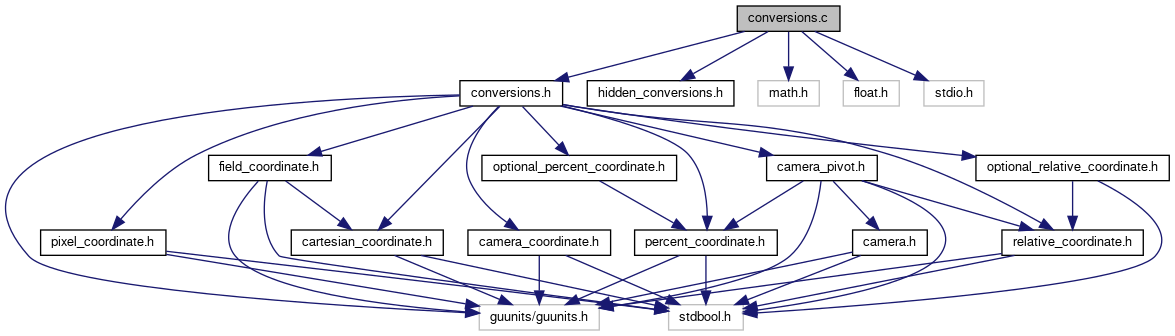 conversions.c
conversions.h
hidden_conversions.h
math.h
float.h
stdio.h
field_coordinate.h
optional_percent_coordinate.h
camera_pivot.h
optional_relative_coordinate.h
pixel_coordinate.h
cartesian_coordinate.h
camera_coordinate.h
percent_coordinate.h
camera.h
relative_coordinate.h
guunits/guunits.h
stdbool.h